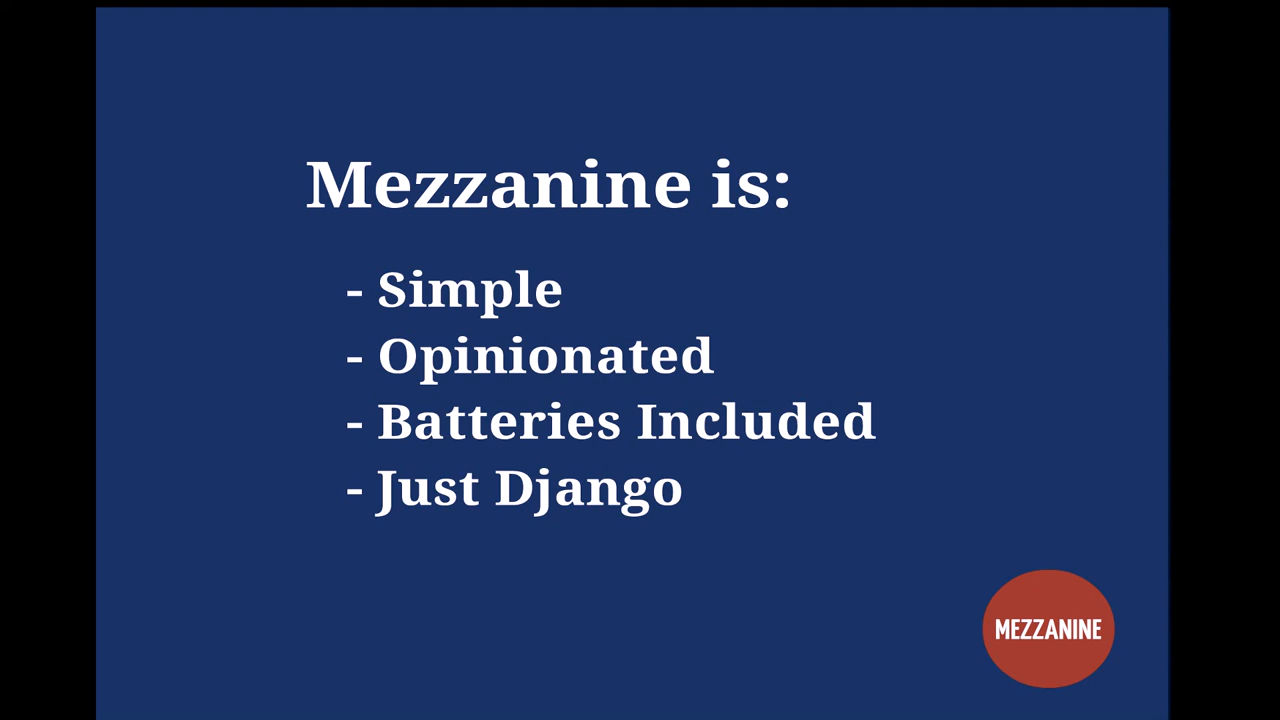 Mezzanine is:
- Simple
- Opinionated
- Batteries Included
- Just Django
MEZZANINE